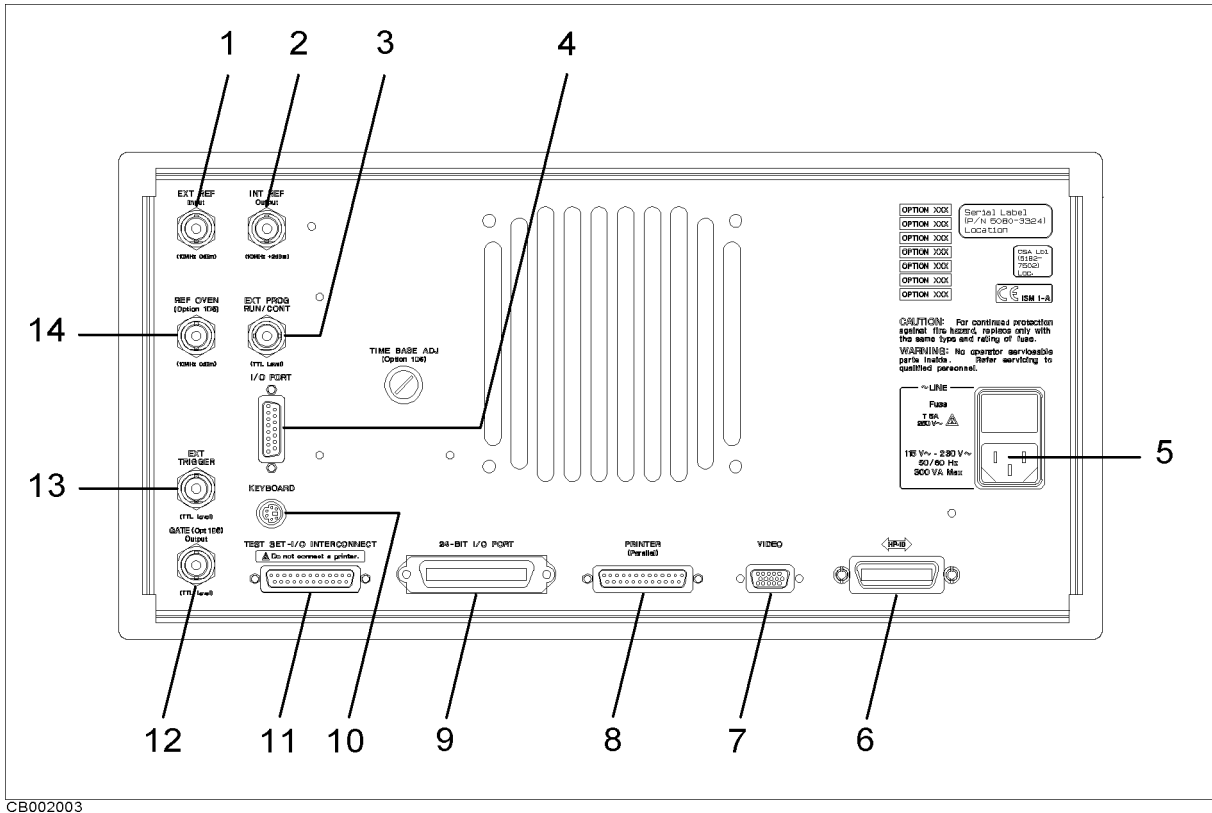 1 2 3 4
EXT REF
Input
(10MHz 0dBm)
INT REF
Output
(10MHz +2dBm)
REF OVEN
(Option 1D5)
(10MHz 0dBm)
EXT PROG
RUN/CONT
(TTL Level)
14
TIME BASE ADJ
(Option 1D5)
I/O PORT
OPTION XXX
OPTION XXX
OPTION XXX
OPTION XXX
OPTION XXX
OPTION XXX
OPTION XXX
Serial Label
(P/N 5080-3324)
Location
CSA LBL
(5182-
7502)
LOC.
CE ISM 1-A
CAUTION: For continued protection
against fire hazard, replace only with
the same type and rating of fuse.
WARNING: No operator serviceable
parts inside. Refer servicing to
qualified personnel.
~LINE
Fuse
T 5A
250 V~
115 V~ - 230 V~
50/60 Hz
300 VA Max
5
EXT
TRIGGER
(TTL Level)
13
KEYBOARD
GATE (Opt 1D6)
Output
(TTL Level)
TEST SET-I/O INTERCONNECT
Do not connect a printer.
24-BIT I/O PORT
PRINTER
(Parallel)
VIDEO
HP-IB
12 11 10 9 8 7 6
CB002003